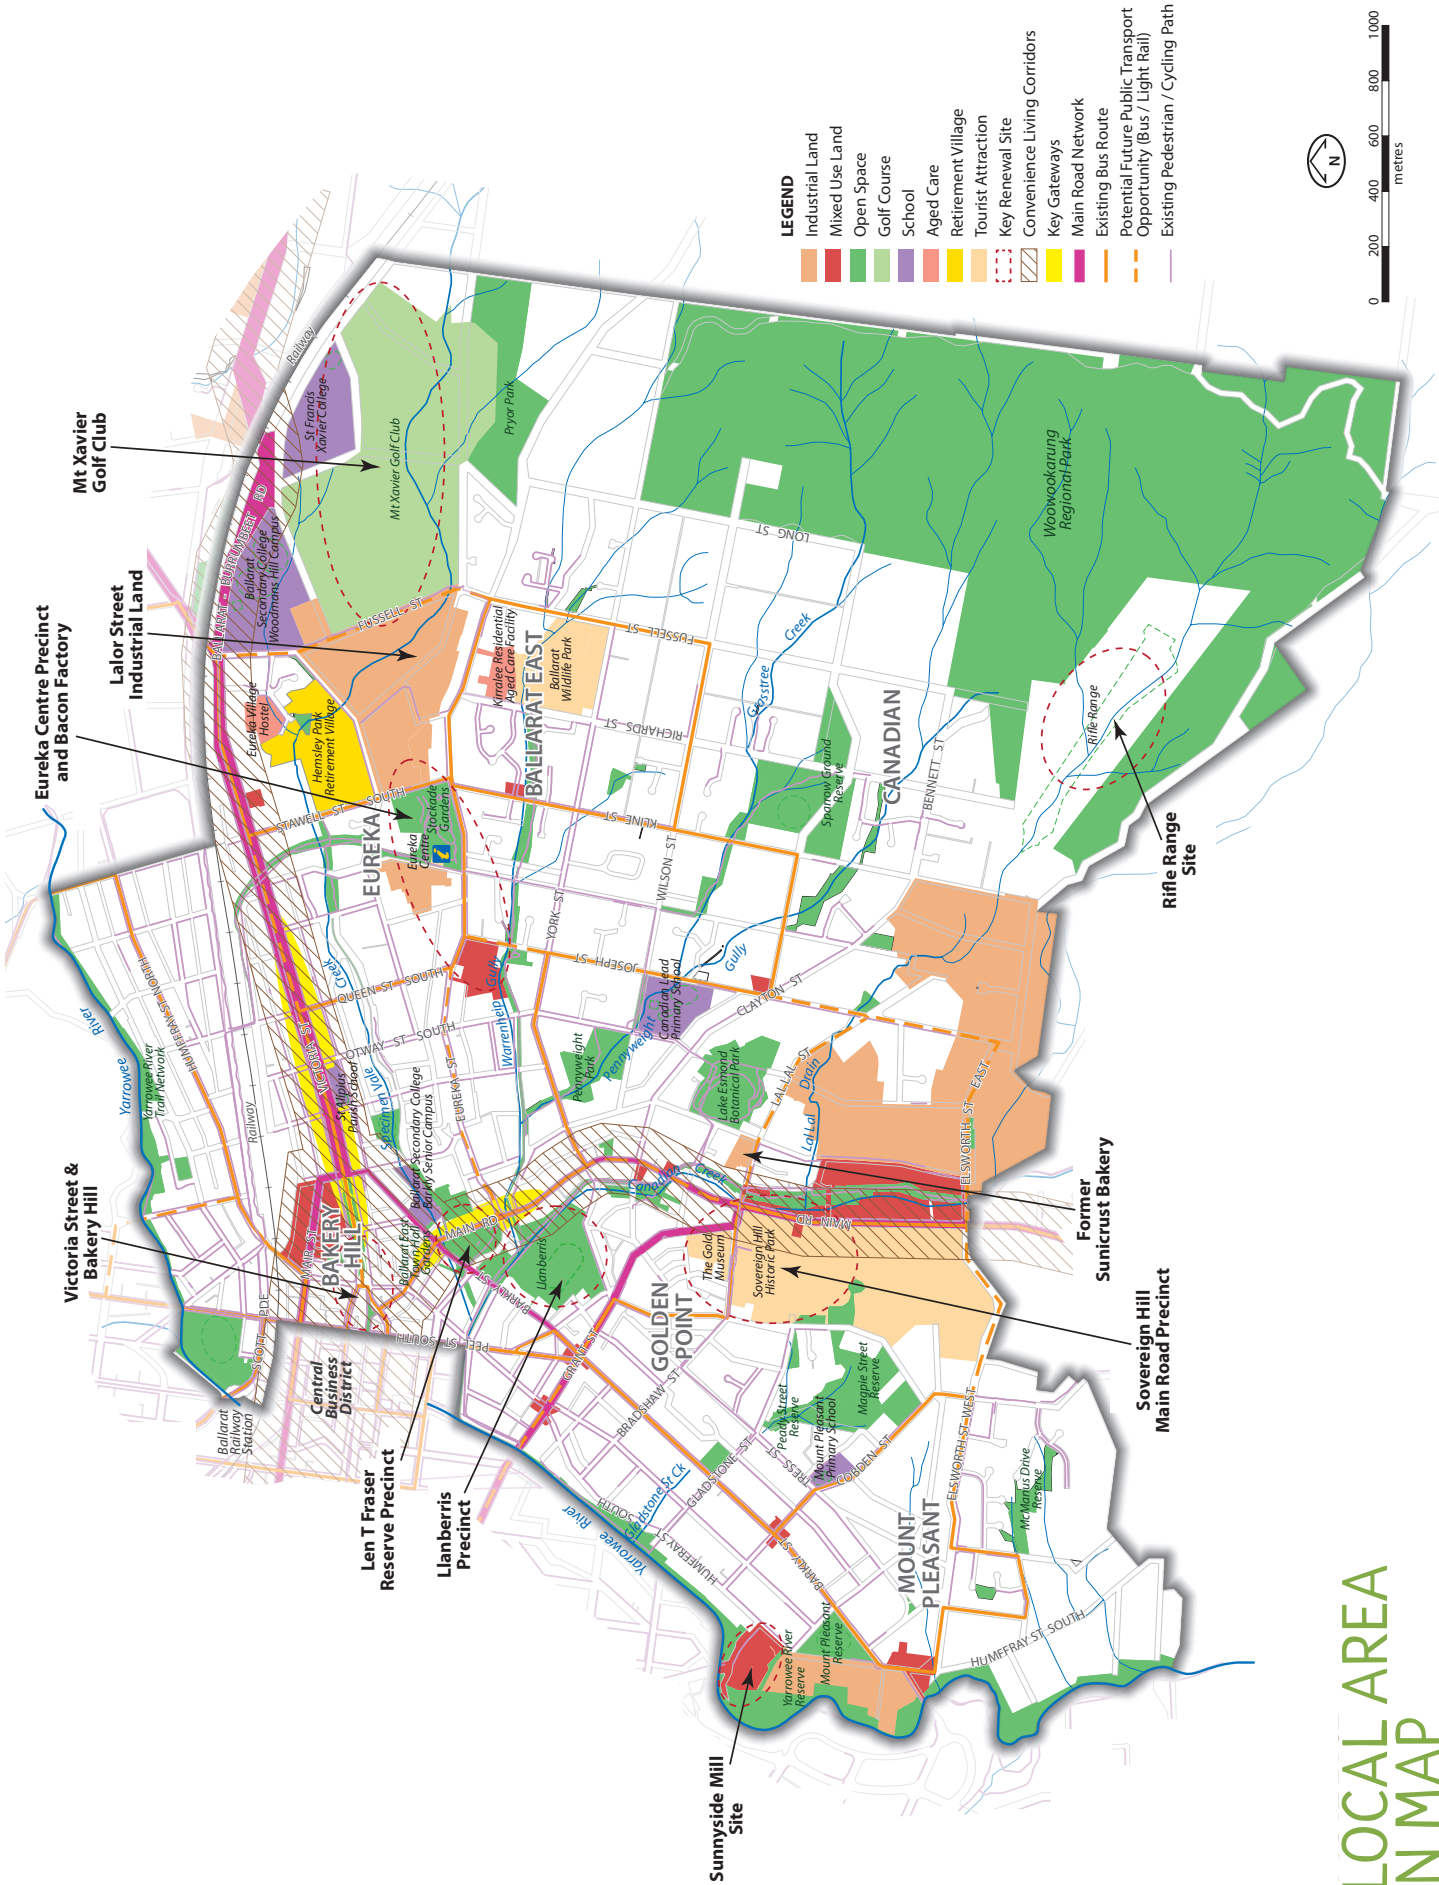 Mt Xavier
Golf Club
Lalor Street
Industrial Land
Eureka Centre Precinct
and Bacon Factory
Victoria Street &
Bakery Hill
Len T Fraser
Reserve Precinct
Llanberris
Precinct
Sunnyside Mill
Site
Sovereign Hill
Main Road Precinct
Former
Sunicrust Bakery
Rifle Range
Site
LEGEND
Industrial Land
Mixed Use Land
Open Space
Golf Course
School
Aged Care
Retirement Village
Tourist Attraction
Key Renewal Site
Convenience Living Corridors
Key Gateways
Main Road Network
Existing Bus Route
Potential Future Public Transport
Opportunity (Bus / Light Rail)
Existing Pedestrian / Cycling Path
N
0 200 400 600 800 1000
metres
Railway
St Francis
Xavier College
Mt Xavier Golf Club
Pryor Park
BALLARAT - BURRUMBEET RD
Ballarat
Secondary College
Woodmans Hill Campus
FUSSELL ST
Eureka Village
Hostel
Hemsley Park
Retirement Village
Kirralee Residential
Aged Care Facility
BALLARAT EAST
Ballarat
Wildlife Park
FUSSELL ST
LONG ST
Woowookarung
Regional Park
Grasstree
Creek
RICHARDS ST
CANADIAN
BENNETT ST
Rifle Range
Sparrow Ground
Reserve
STAWELL ST SOUTH
EUREKA
Eureka
Centre
i
Stockade
Gardens
KLINE ST
WILSON ST
YORK ST
JOSEPH ST
Gully
CLAYTON ST
Canadian Lead
Primary School
Pennyweight
Pennyweight
Park
Lake Esmond
Botanical Park
LAL LAL ST
Lal Lal
Drain
ELSWORTH ST EAST
River
Yarrowee
Yarrowee River
Trail Network
HUMFFRAY ST NORTH
Railway
VICTORIA ST
Creek
QUEEN ST SOUTH
OTWAY ST SOUTH
EUREKA ST
Gully
Warrenheip
St Alipius
Parish School
Specimen Vale
Ballarat Secondary College
Barkly Senior Campus
MAIR ST
BAKERY
HILL
Ballarat East
Town Hall
Gardens
MAIN RD
Llanberris
BARKLY ST
PEEL ST SOUTH
SCOTT PDE
Central
Business
District
Ballarat
Railway
Station
Canadian
Creek
MAIN RD
The Gold
Museum
Sovereign Hill
Historic Park
GOLDEN
POINT
GRANT ST
BRADSHAW ST
GLADSTONE ST
Gladstone St Ck
Yarrowee River
HUMFFRAY ST SOUTH
TRESS ST
Peady Street
Reserve
Magpie Street
Reserve
Mount Pleasant
Primary School
COBDEN ST
ELSWORTH ST WEST
McManus Drive
Reserve
MOUNT
PLEASANT
BARKLY ST
Mount Pleasant
Reserve
Yarrowee River
Reserve
HUMFFRAY ST SOUTH
LOCAL AREA
N MAP